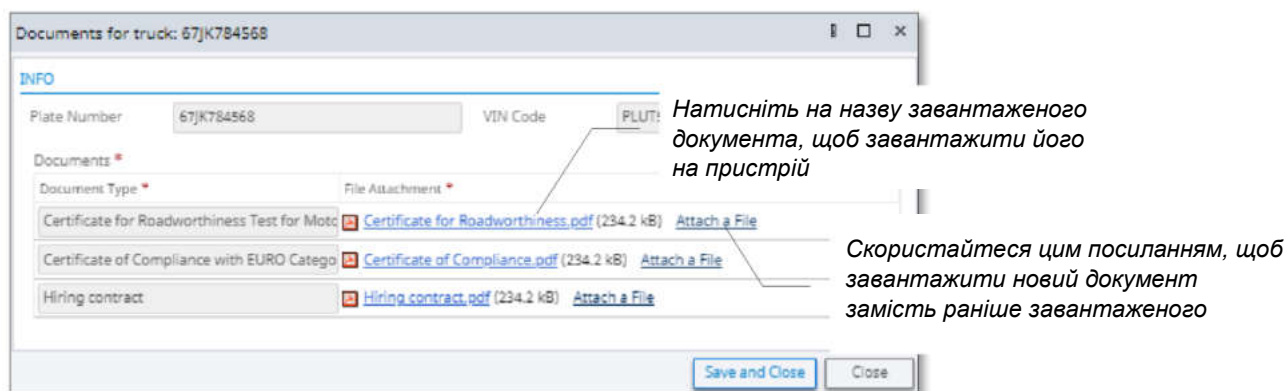 Documents for truck: 67JK784568
INFO
Plate Number 67JK784568 VIN Code
Натисніть на назву завантаженого
документа, щоб завантажити його
на пристрій
Documents *
Document Type * File Attachment *
Certificate for Roadworthiness Test for Moto Certificate for Roadworthiness.pdf (234.2 kB) Attach a File
Certificate of Compliance with EURO Catego Certificate of Compliance.pdf (234.2 kB) Attach a File
Hiring contract Hiring contract.pdf (234.2 kB) Attach a File
Скористайтеся цим посиланням, щоб
завантажити новий документ
замість раніше завантаженого
Save and Close Close